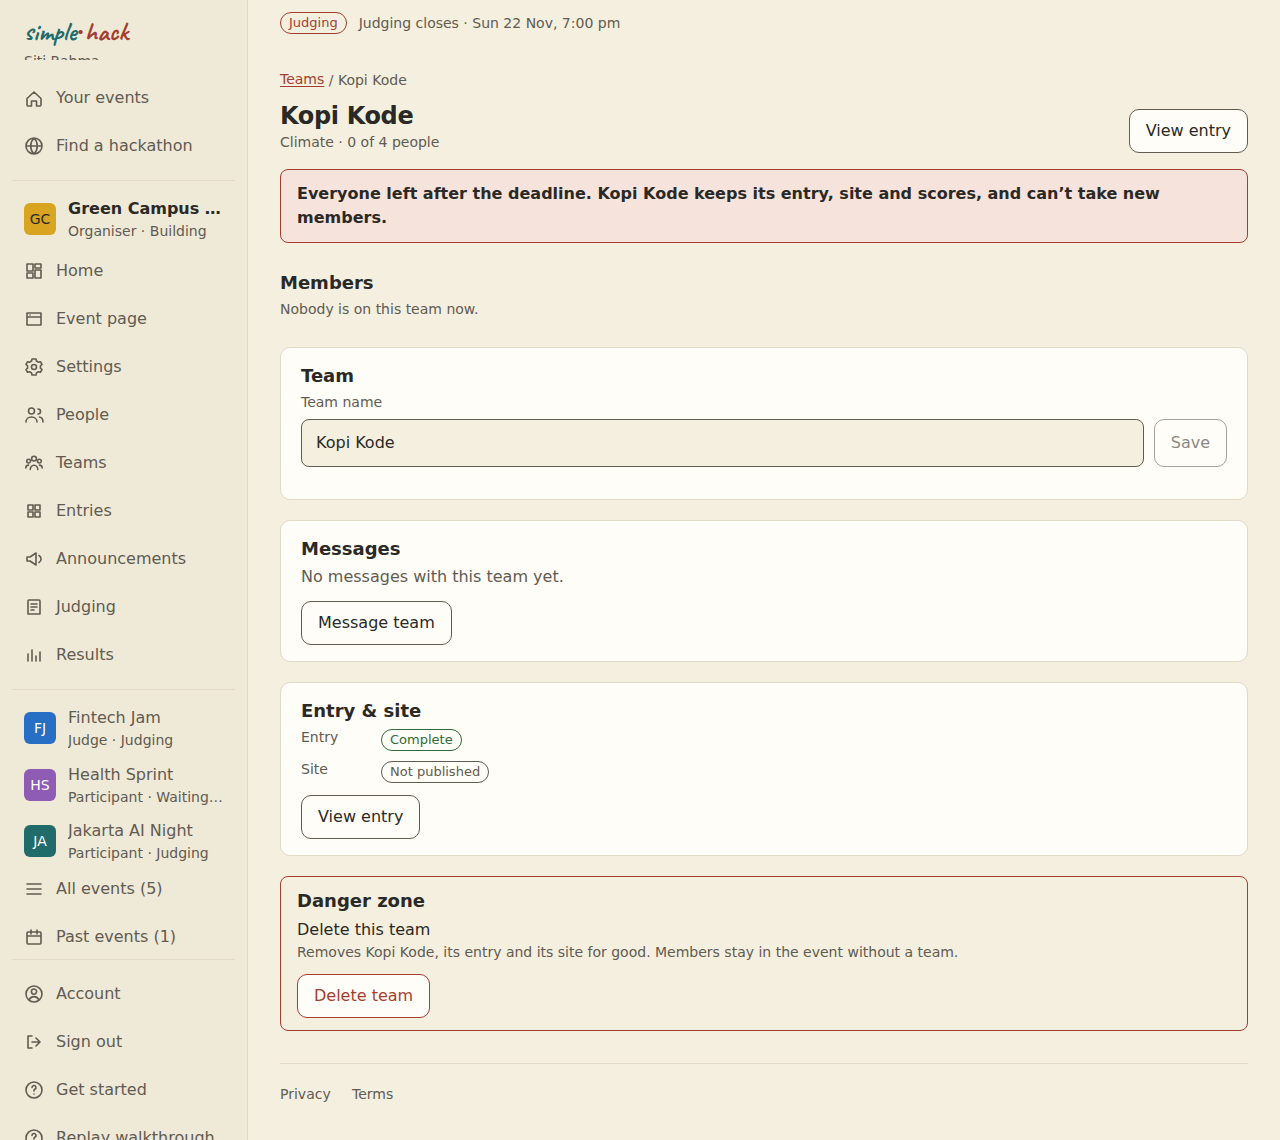 simple·hack
Siti Rahma
Your events
Find a hackathon
GC
Green Campus …
Organiser · Building
Home
Event page
Settings
People
Teams
Entries
Announcements
Judging
Results
FJ
Fintech Jam
Judge · Judging
HS
Health Sprint
Participant · Waiting…
JA
Jakarta AI Night
Participant · Judging
All events (5)
Past events (1)
Account
Sign out
Get started
Replay walkthrough
Judging
Judging closes · Sun 22 Nov, 7:00 pm
Teams / Kopi Kode
Kopi Kode
Climate · 0 of 4 people
View entry
Everyone left after the deadline. Kopi Kode keeps its entry, site and scores, and can’t take new
members.
Members
Nobody is on this team now.
Team
Team name
Kopi Kode
Save
Messages
No messages with this team yet.
Message team
Entry & site
Entry
Complete
Site
Not published
View entry
Danger zone
Delete this team
Removes Kopi Kode, its entry and its site for good. Members stay in the event without a team.
Delete team
Privacy
Terms